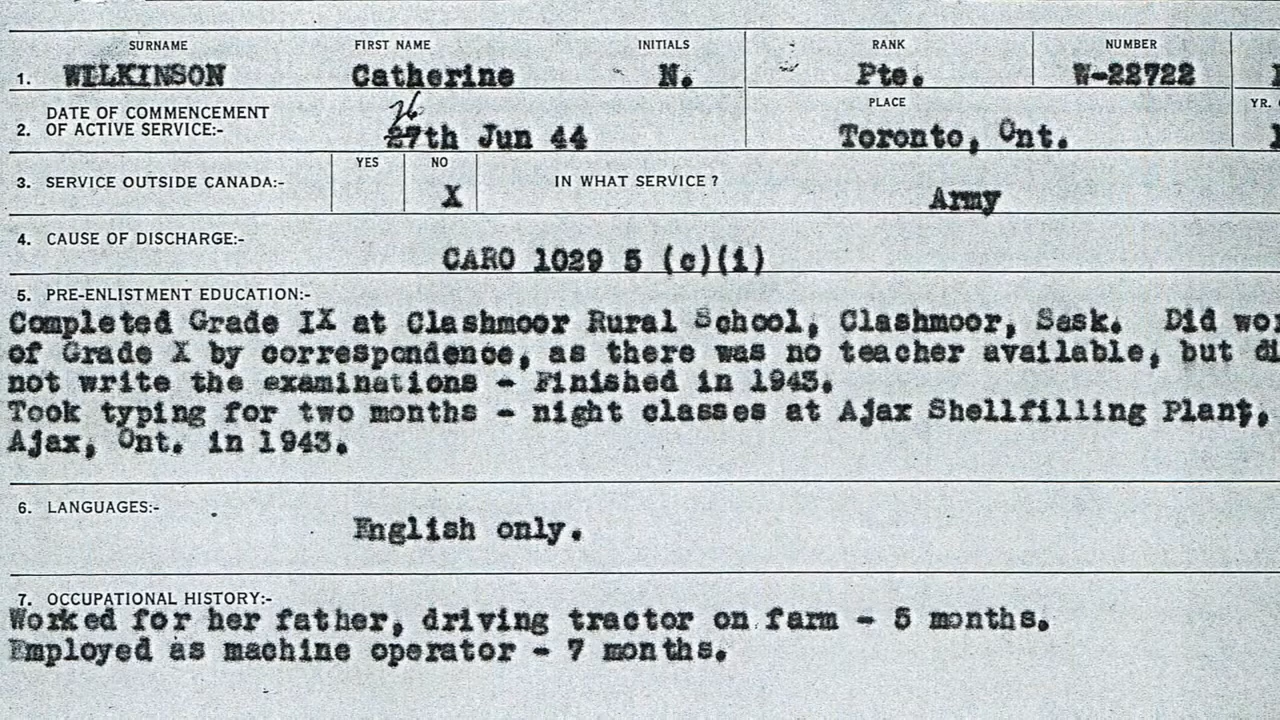 SURNAME FIRST NAME INITIALS RANK NUMBER
1. WILKINSON Catherine N. Pte. W-22722
DATE OF COMMENCEMENT PLACE YR.
26
2. OF ACTIVE SERVICE:- 27th Jun 44 Toronto, Ont.
YES NO
3. SERVICE OUTSIDE CANADA:- X IN WHAT SERVICE? Army
4. CAUSE OF DISCHARGE:-
CARO 1029 5 (c)(i)
5. PRE-ENLISTMENT EDUCATION:-
Completed Grade IX at Clashmoor Rural School, Clashmoor, Sask. Did wor
of Grade X by correspondence, as there was no teacher available, but di
not write the examinations - Finished in 1943.
Took typing for two months - night classes at Ajax Shellfilling Plant,
Ajax, Ont. in 1943.
6. LANGUAGES:-
English only.
7. OCCUPATIONAL HISTORY:-
Worked for her father, driving tractor on farm - 5 months.
Employed as machine operator - 7 months.